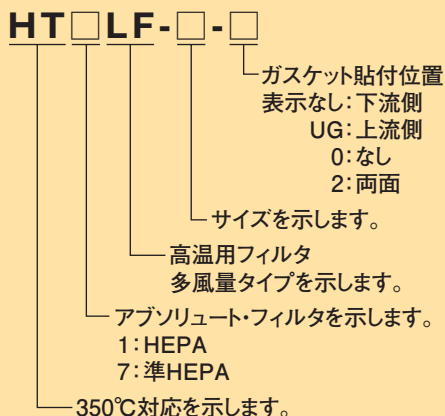 HT□LF-□-□
ガスケット貼付位置
表示なし:下流側
UG:上流側
0:なし
2:両面
サイズを示します。
高温用フィルタ
多風量タイプを示します。
アブソリュート・フィルタを示します。
1:HEPA
7:準HEPA
350℃対応を示します。